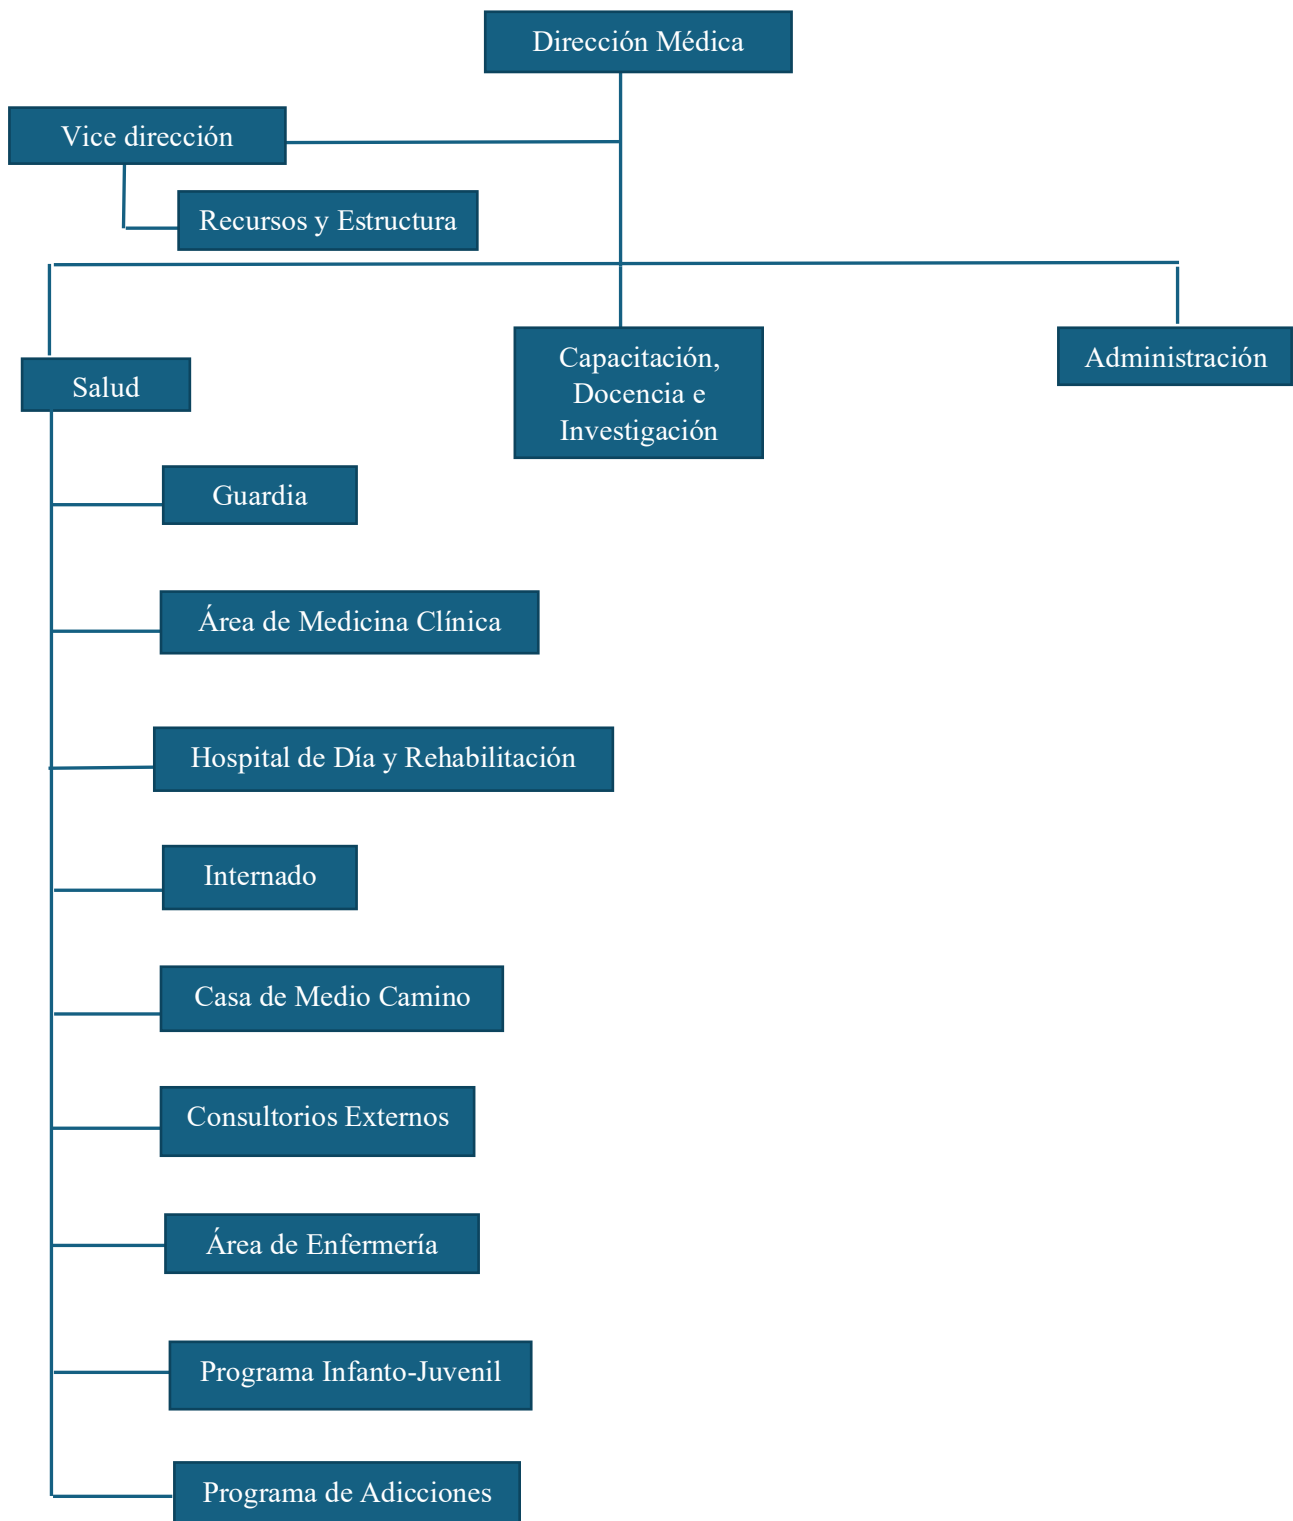 Dirección Médica
Vice dirección
Recursos y Estructura
Salud
Capacitación,
Docencia e
Investigación
Administración
Guardia
Área de Medicina Clínica
Hospital de Día y Rehabilitación
Internado
Casa de Medio Camino
Consultorios Externos
Área de Enfermería
Programa Infanto-Juvenil
Programa de Adicciones